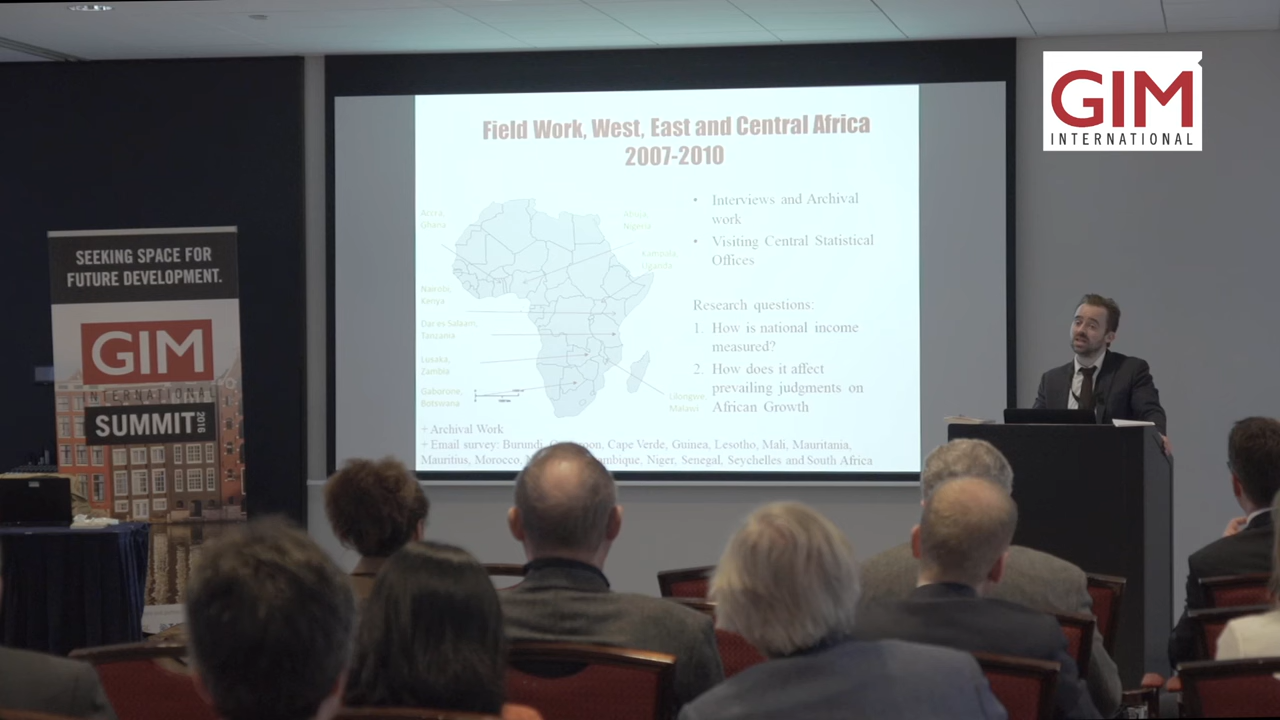 GIM
INTERNATIONAL
SEEKING SPACE FOR
FUTURE DEVELOPMENT.
GIM
INTERNATIONAL
SUMMIT 2016
Field Work, West, East and Central Africa
2007-2010
Accra,
Ghana
Abuja,
Nigeria
Kampala,
Uganda
Nairobi,
Kenya
Dar es Salaam,
Tanzania
Lusaka,
Zambia
Gaborone,
Botswana
Lilongwe,
Malawi
• Interviews and Archival
work
• Visiting Central Statistical
Offices
Research questions:
1. How is national income
measured?
2. How does it affect
prevailing judgments on
African Growth
+ Archival Work
+ Email survey: Burundi, Cape Verde, Guinea, Lesotho, Mali, Mauritania,
Mauritius, Morocco, Niger, Senegal, Seychelles and South Africa